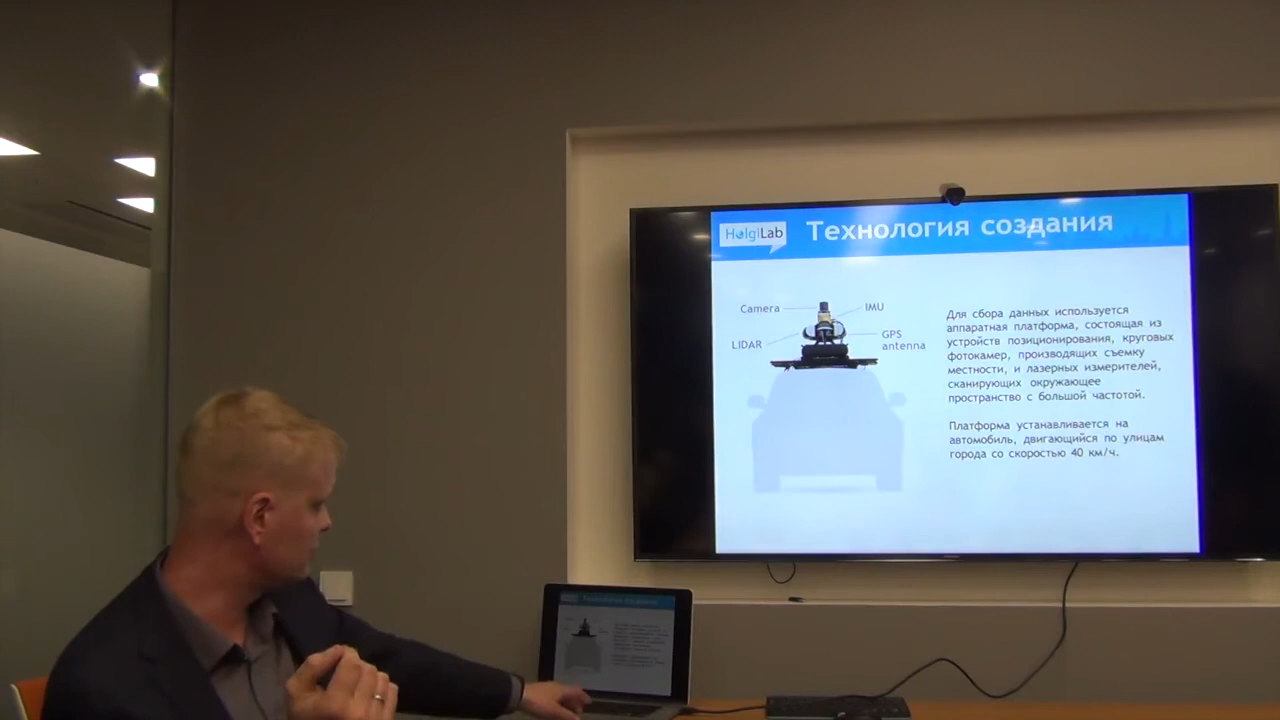 HelgiLab
Технология создания
Camera
IMU
LIDAR
GPS
antenna
Для сбора данных используется
аппаратная платформа, состоящая из
устройств позиционирования, круговых
фотокамер, производящих съемку
местности, и лазерных измерителей,
сканирующих окружающее
пространство с большой частотой.
Платформа устанавливается на
автомобиль, двигающийся по улицам
города со скоростью 40 км/ч.
Технология создания